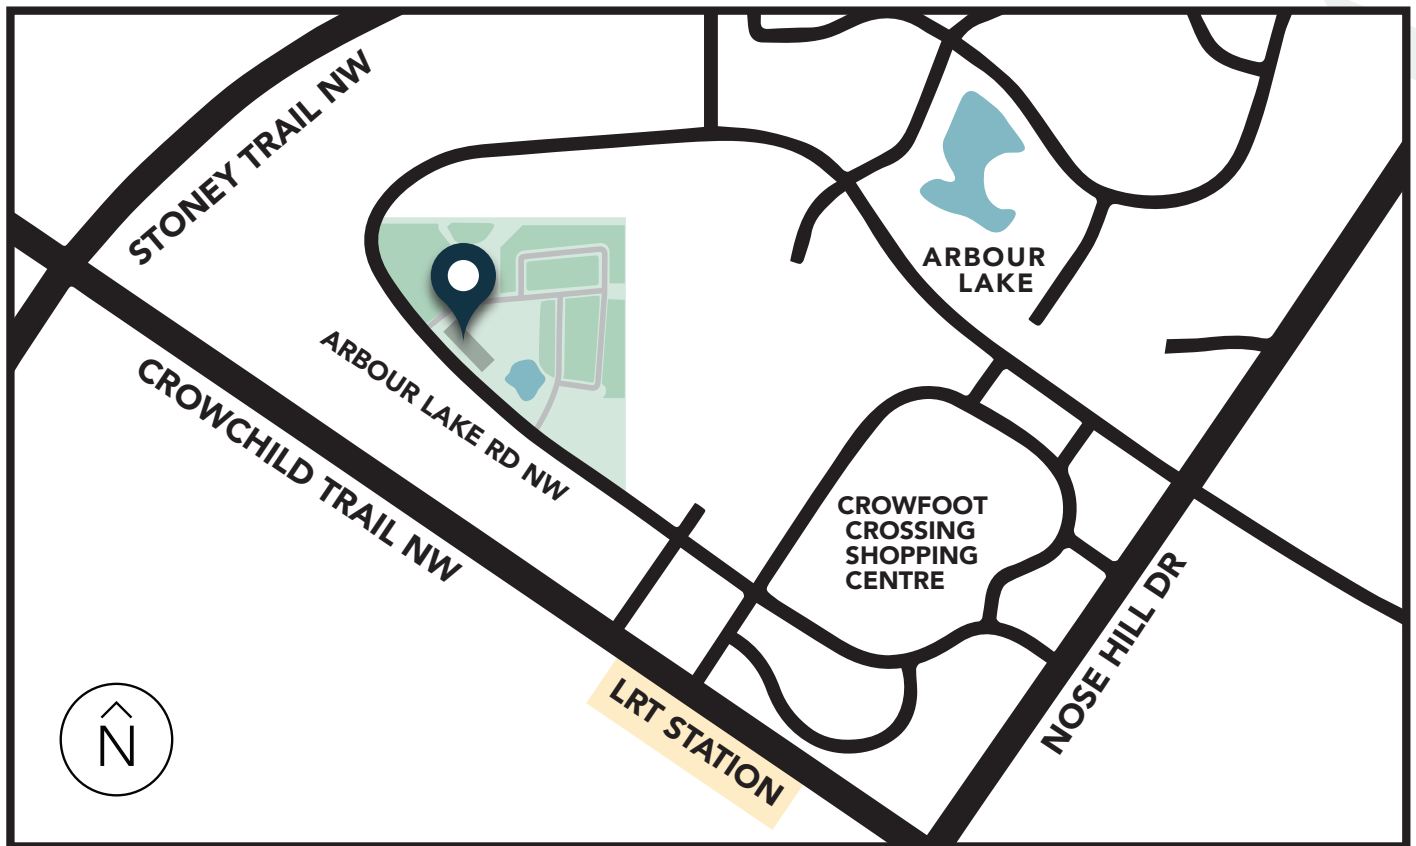 STONEY TRAIL NW
ARBOUR
LAKE
ARBOUR LAKE RD NW
CROWCHILD TRAIL NW
CROWFOOT
CROSSING
SHOPPING
CENTRE
NOSE HILL DR
LRT STATION
N